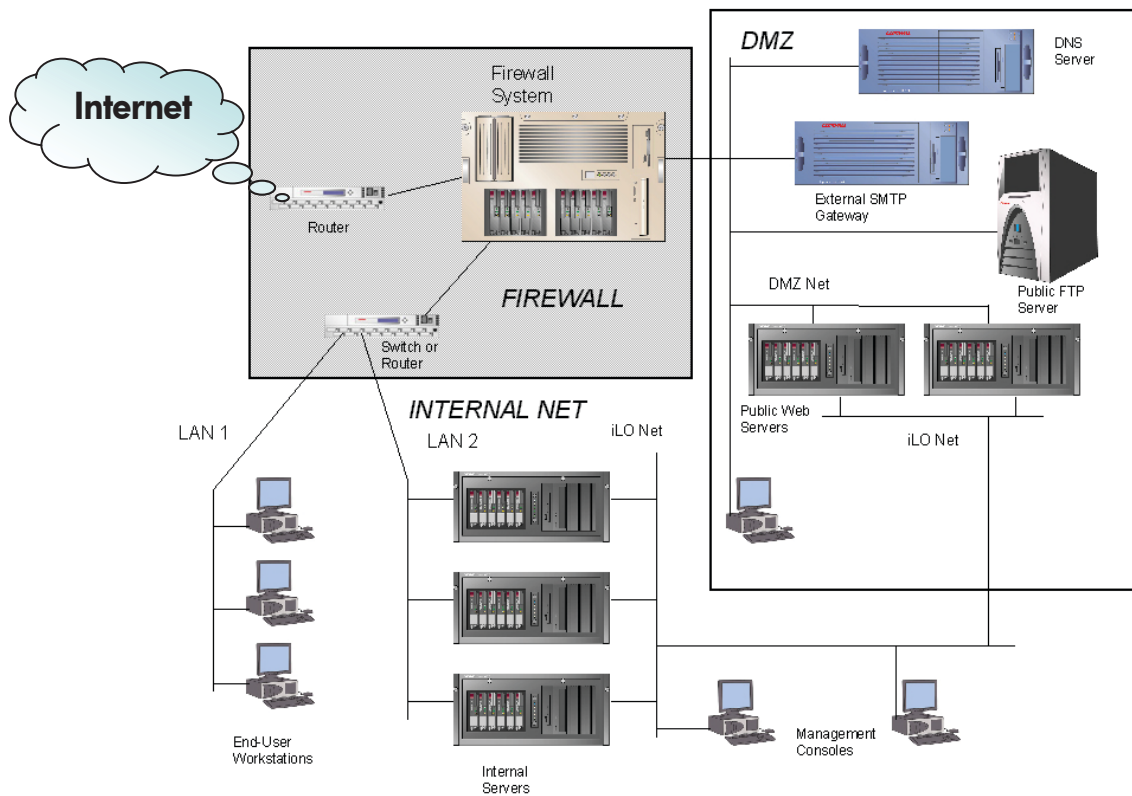 Internet
Firewall
System
Router
FIREWALL
Switch or
Router
DMZ
DNS
Server
External SMTP
Gateway
Public FTP
Server
DMZ Net
Public Web
Servers
iLO Net
INTERNAL NET
LAN 1
LAN 2
iLO Net
End-User
Workstations
Internal
Servers
Management
Consoles